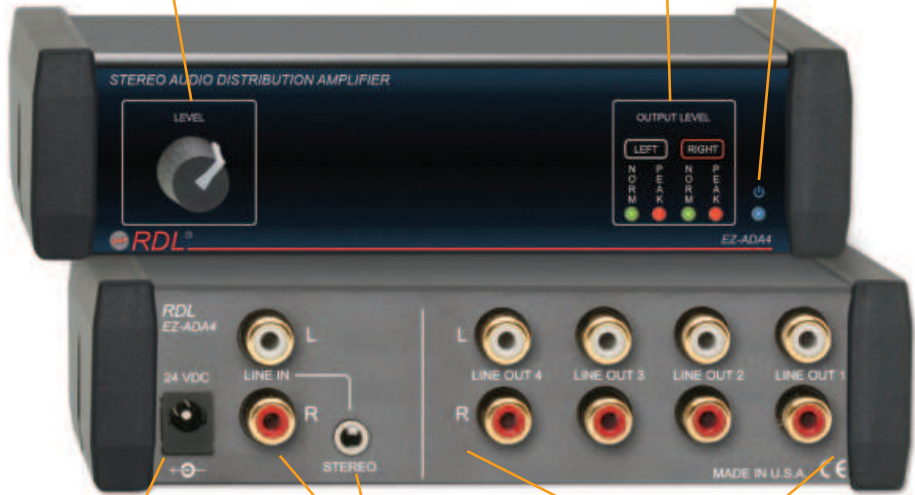 STEREO AUDIO DISTRIBUTION AMPLIFIER
LEVEL
OUTPUT LEVEL
LEFT RIGHT
NORM PEAK NORM PEAK
RDL®
EZ-ADA4
RDL
EZ-ADA4
L
L
24 VDC
LINE IN
LINE OUT 4 LINE OUT 3 LINE OUT 2 LINE OUT 1
R
R
STEREO
MADE IN U.S.A. CE